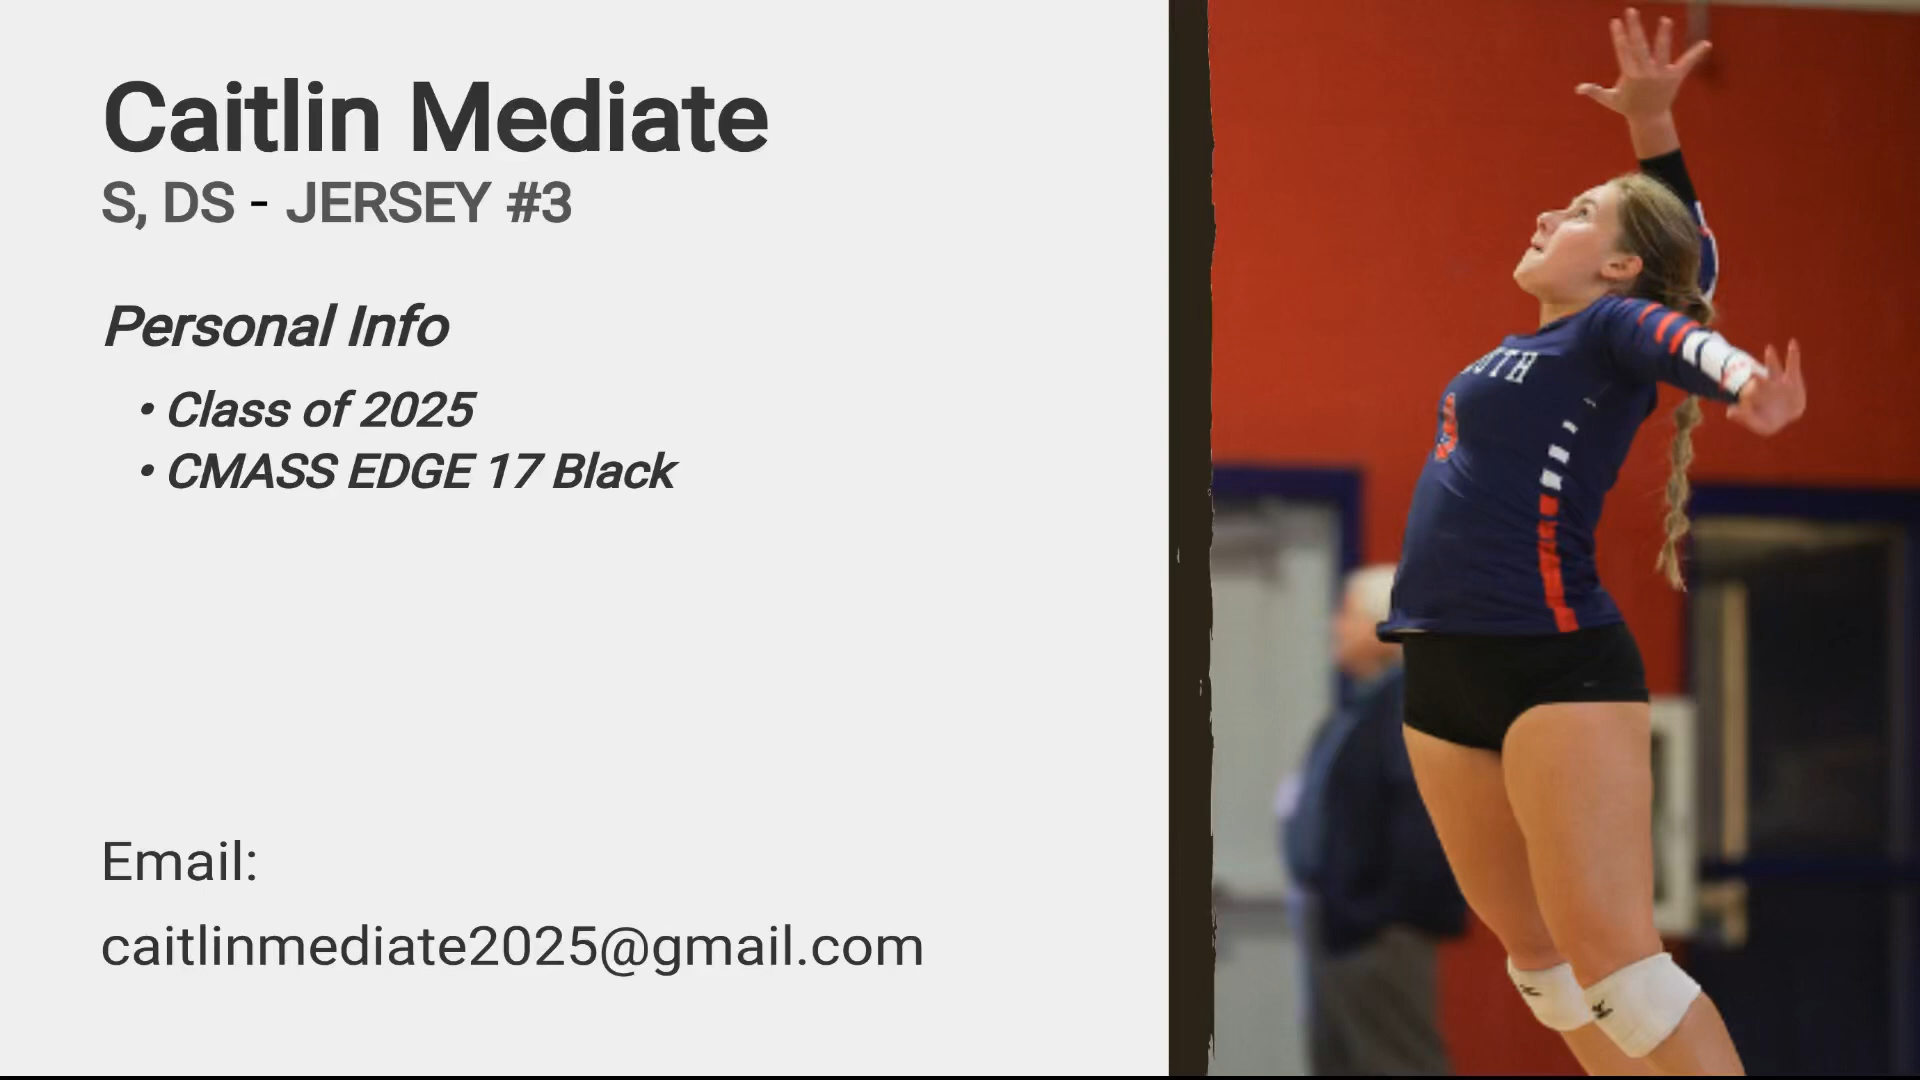 Caitlin Mediate
S, DS - JERSEY #3
Personal Info
• Class of 2025
• CMASS EDGE 17 Black
Email:
caitlinmediate2025@gmail.com